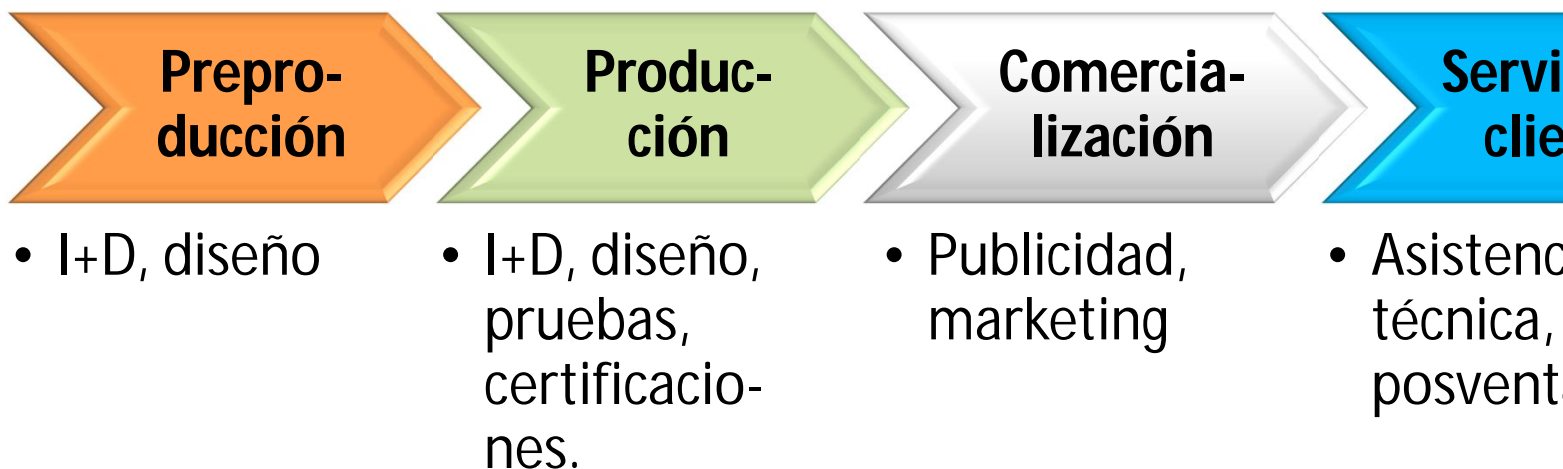 Prepro-
ducción
Produc-
ción
Comercia-
lización
• I+D, diseño
• I+D, diseño,
pruebas,
certificacio-
nes.
• Publicidad,
marketing
•
técnica,